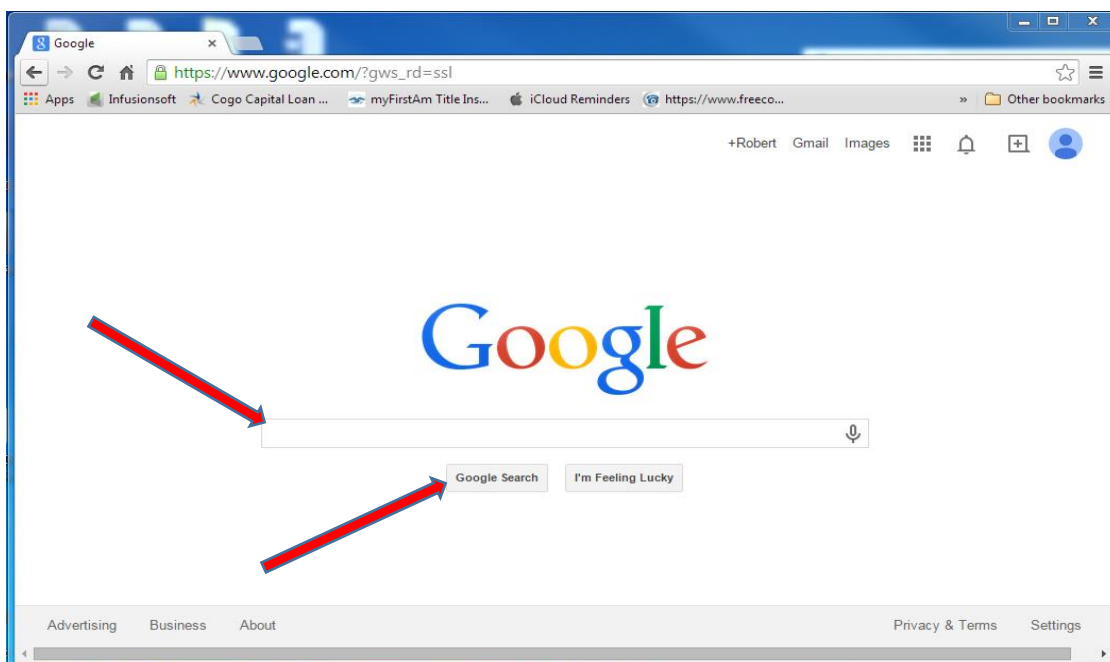 Google
https://www.google.com/?gws_rd=ssl
Apps Infusionsoft Cogo Capital Loan ... myFirstAm Title Ins... iCloud Reminders https://www.freeco... » Other bookmarks
+Robert Gmail Images
Google
Google Search I'm Feeling Lucky
Advertising Business About Privacy & Terms Settings